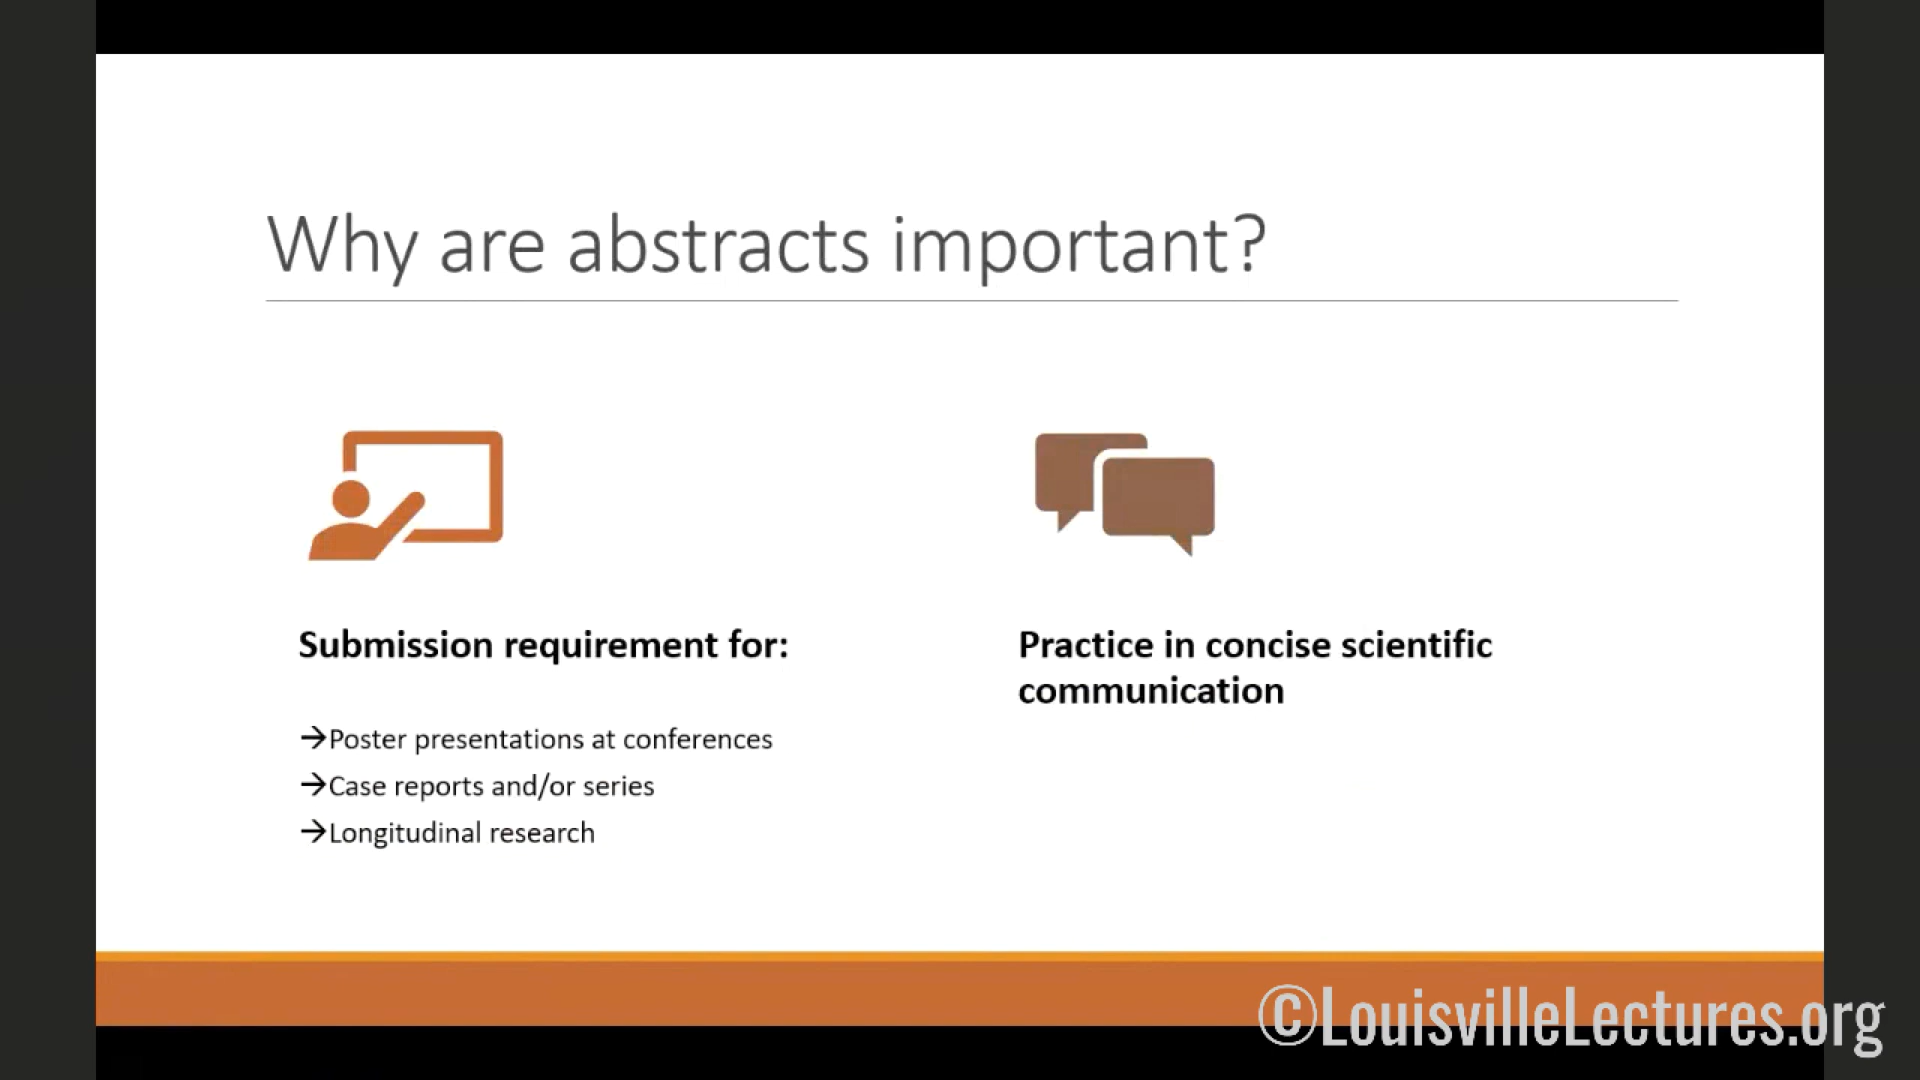 Why are abstracts important?
Submission requirement for:
→Poster presentations at conferences
→Case reports and/or series
→Longitudinal research
Practice in concise scientific
communication
©LouisvilleLectures.org